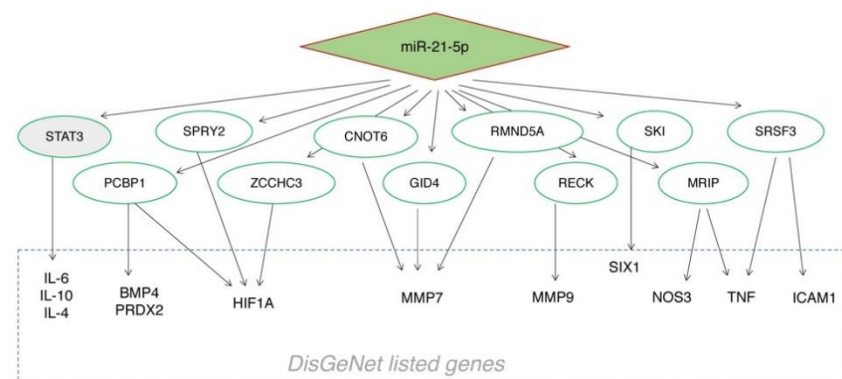 miR-21-5p
STAT3
SPRY2
CNOT6
RMND5A
SKI
SRSF3
PCBP1
ZCCHC3
GID4
RECK
MRIP
IL-6
IL-10
IL-4
BMP4
PRDX2
HIF1A
MMP7
MMP9
SIX1
NOS3
TNF
ICAM1
DisGeNet listed genes